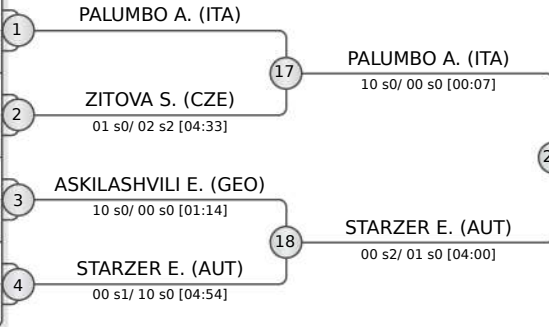 PALUMBO A. (ITA)
1
17
PALUMBO A. (ITA)
10 s0/ 00 s0 [00:07]
ZITOVA S. (CZE)
2
01 s0/ 02 s2 [04:33]
2
ASKILASHVILI E. (GEO)
3
10 s0/ 00 s0 [01:14]
18
STARZER E. (AUT)
00 s2/ 01 s0 [04:00]
STARZER E. (AUT)
4
00 s1/ 10 s0 [04:54]